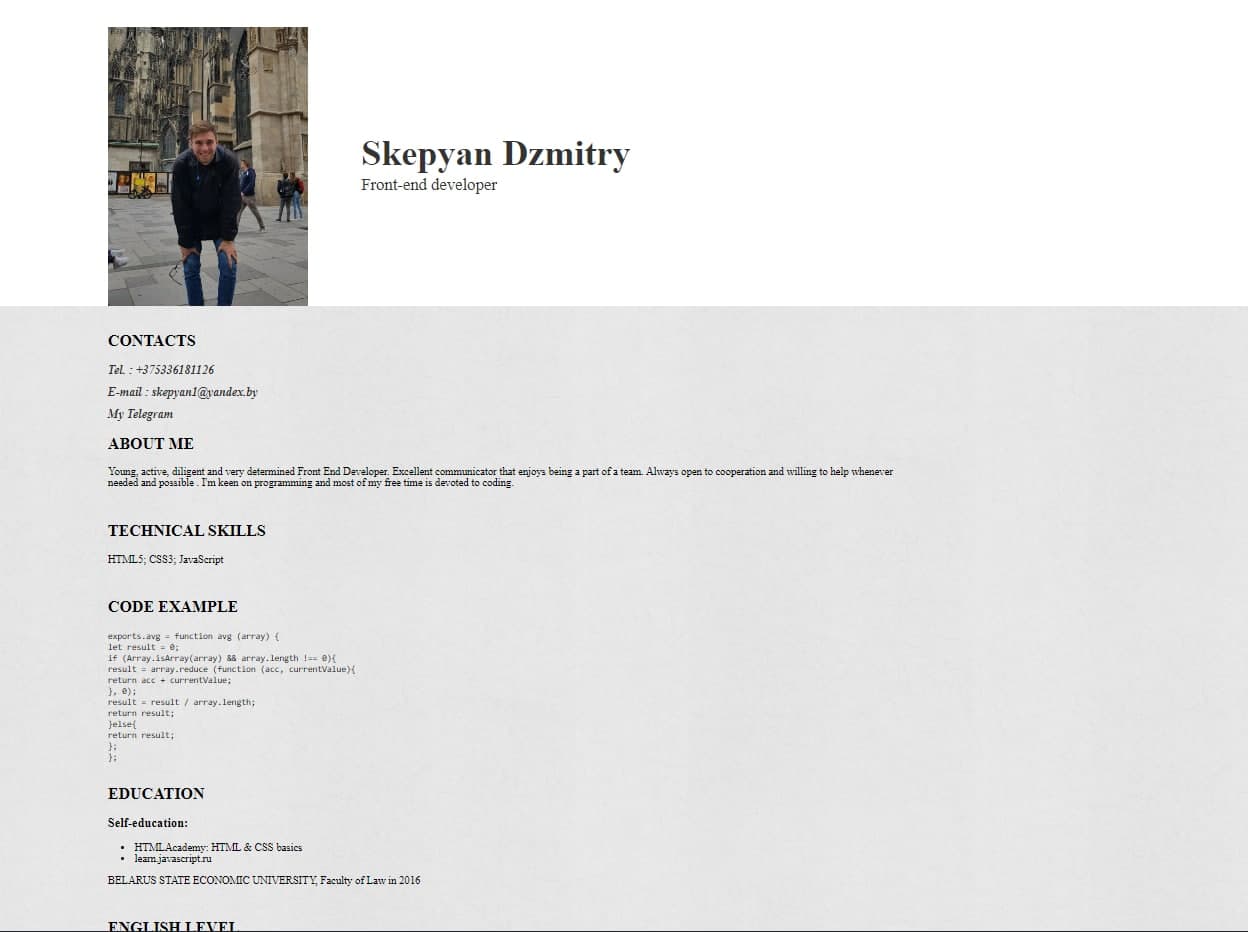 Skepyan Dzmitry
Front-end developer
CONTACTS
Tel. : +375336181126
E-mail : skepyan1@yandex.by
My Telegram
ABOUT ME
Young, active, diligent and very determined Front End Developer. Excellent communicator that enjoys being a part of a team. Always open to cooperation and willing to help whenever
needed and possible . I'm keen on programming and most of my free time is devoted to coding.
TECHNICAL SKILLS
HTML5; CSS3; JavaScript
CODE EXAMPLE
exports.avg = function avg (array) {
let result = 0;
if (Array.isArray(array) && array.length !== 0){
result = array.reduce (function (acc, currentValue){
return acc + currentValue;
}, 0);
result = result / array.length;
return result;
}else{
return result;
};
};
EDUCATION
Self-education:
• HTMLAcademy: HTML & CSS basics
• learn.javascript.ru
BELARUS STATE ECONOMIC UNIVERSITY, Faculty of Law in 2016
ENGLISH LEVEL